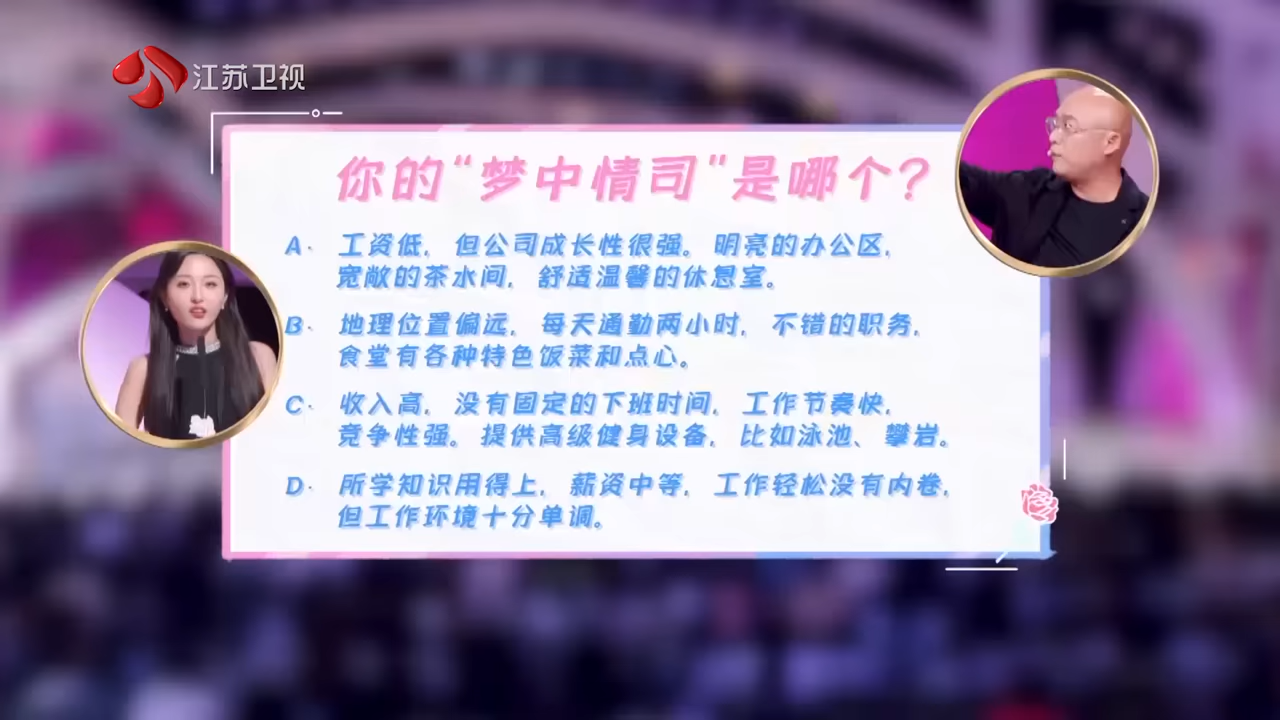 江苏卫视
你的“梦中情司”是哪个?
A. 工资低，但公司成长性很强。明亮的办公区，
宽敞的茶水间，舒适温馨的休息室。
B. 地理位置偏远，每天通勤两小时，不错的职务，
食堂有各种特色饭菜和点心。
C. 收入高，没有固定的下班时间，工作节奏快，
竞争性强。提供高级健身设备，比如泳池、攀岩。
D. 所学知识用得上，薪资中等，工作轻松没有内卷，
但工作环境十分单调。